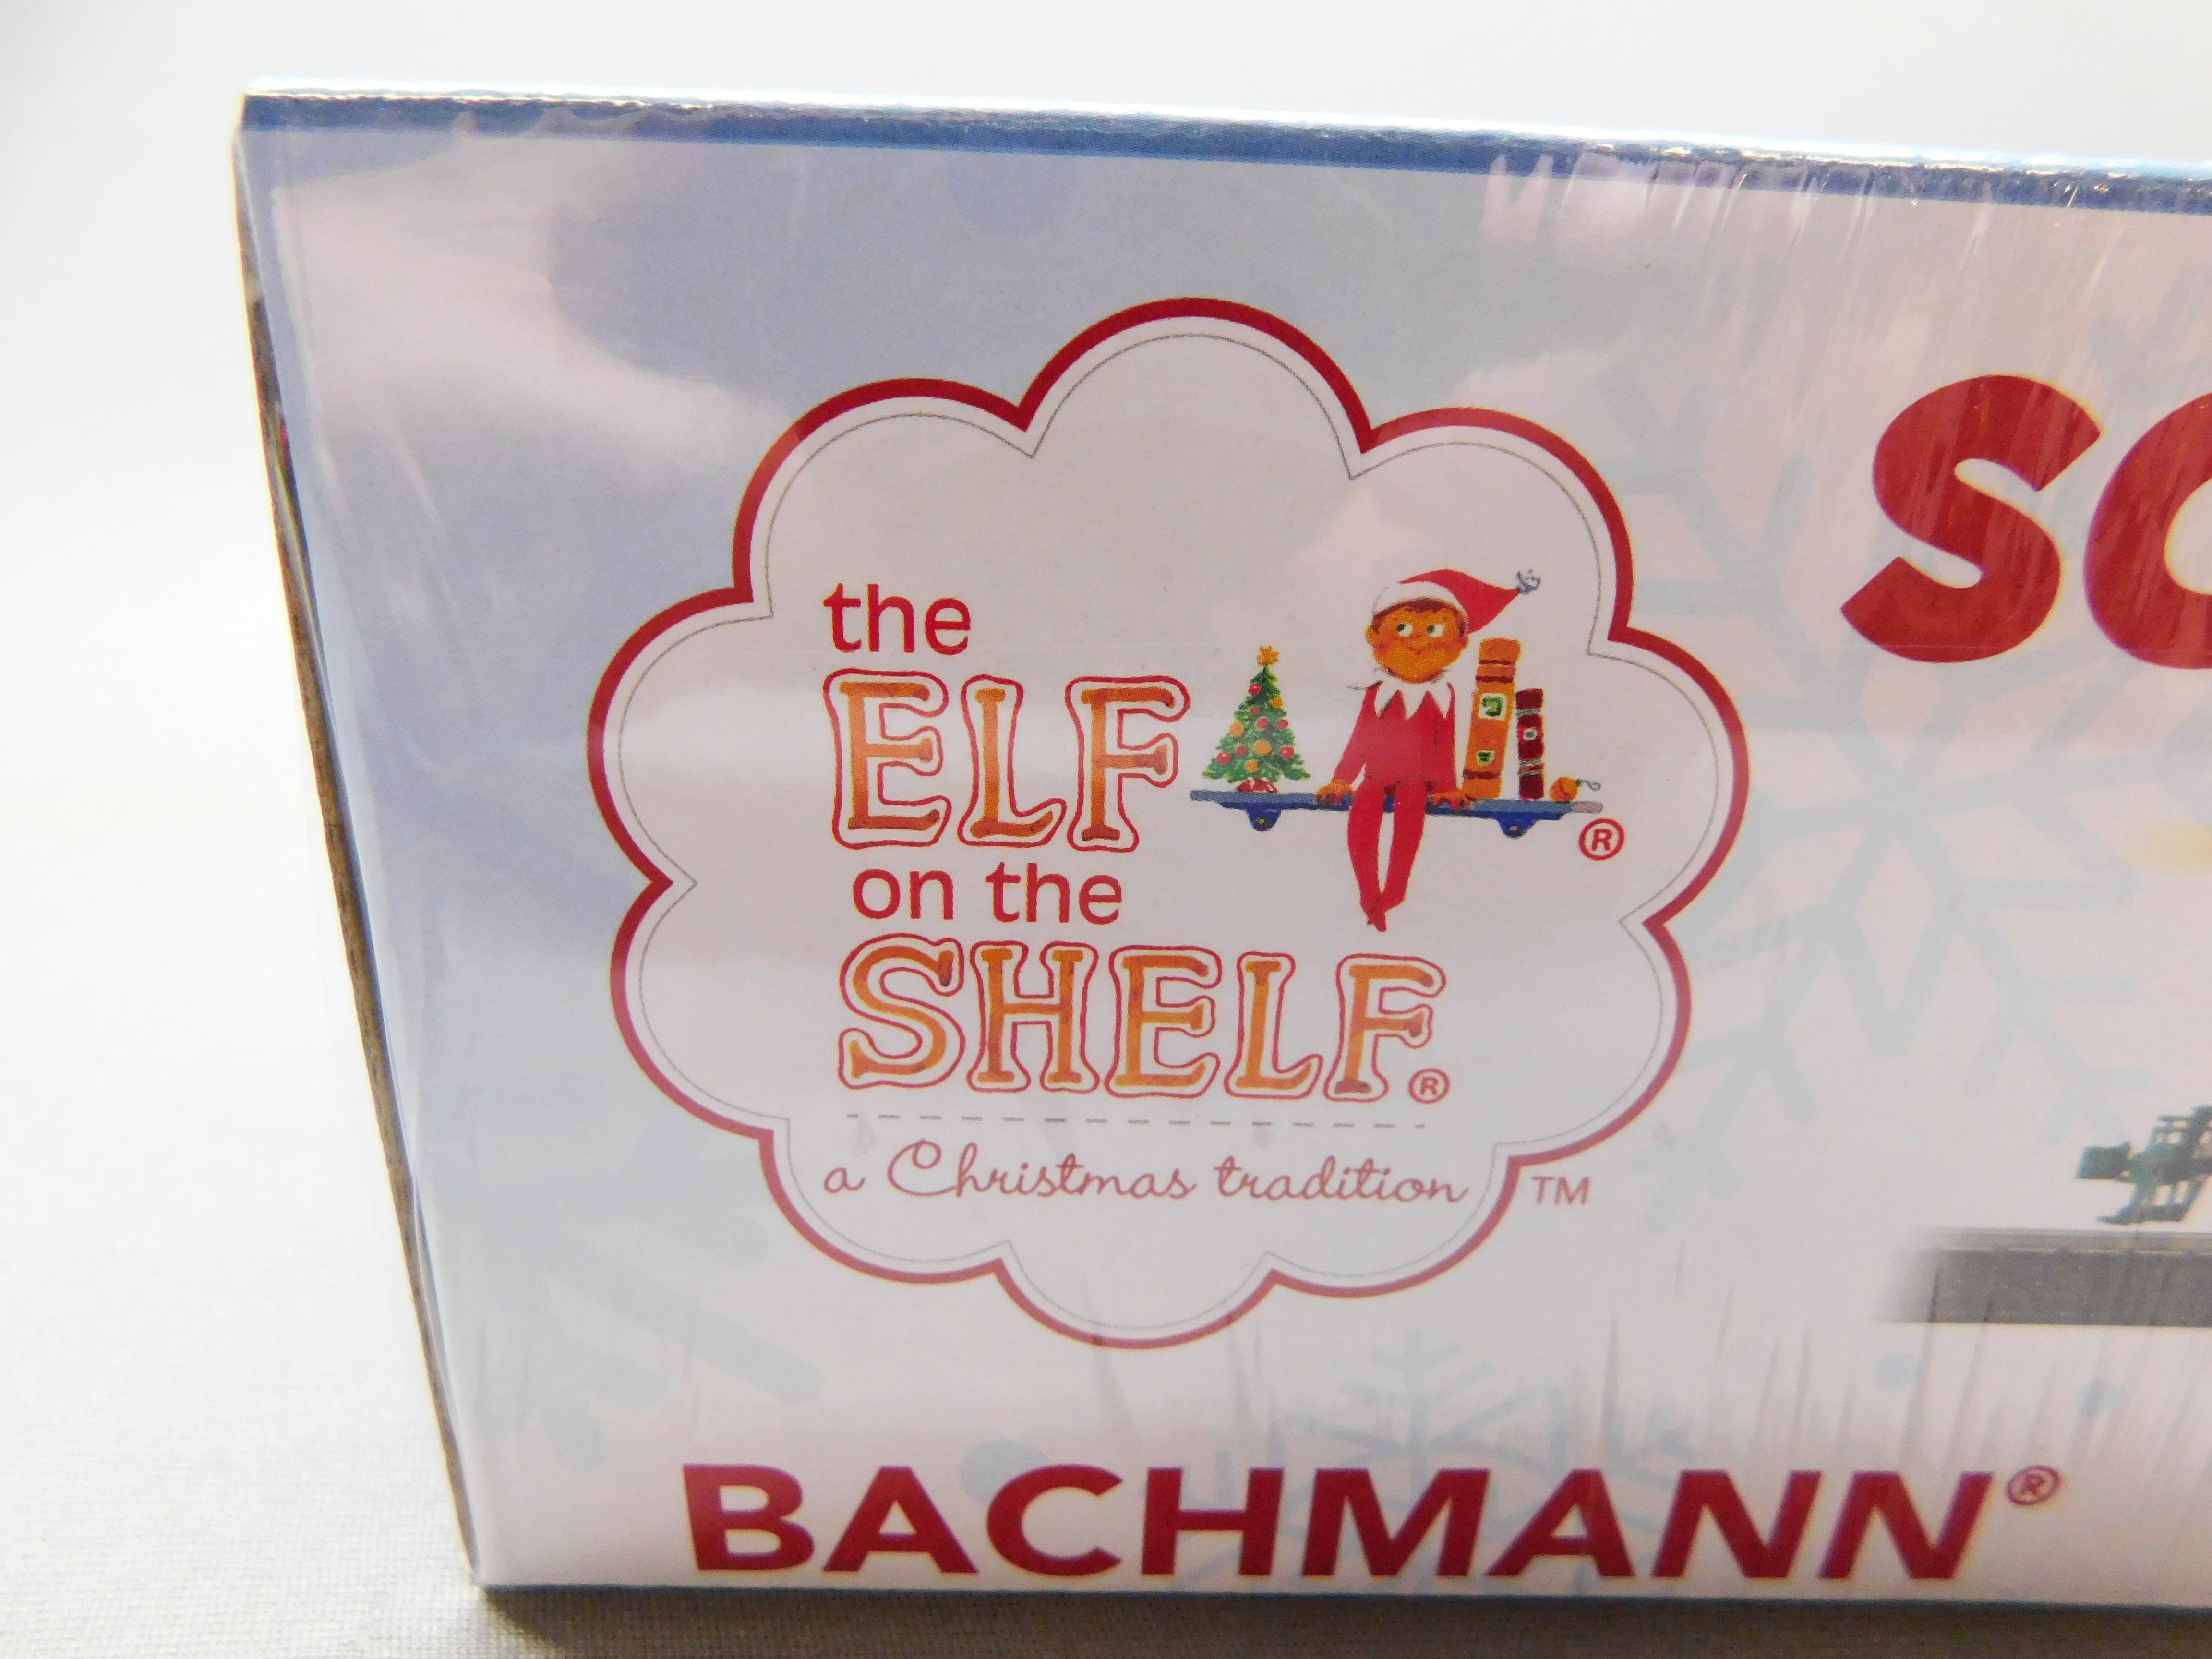 the
ELF
on the
SHELF®
®
a Christmas tradition ™
BACHMANN®